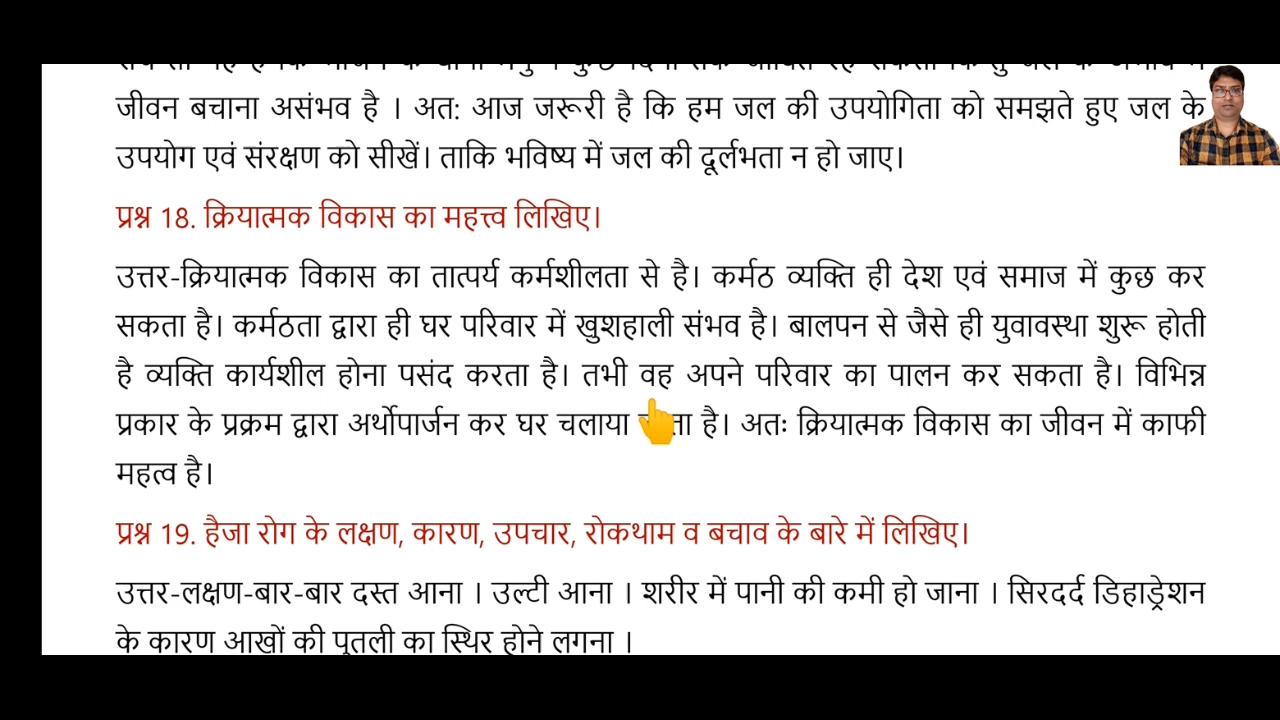 जीवन बचाना असंभव है । अत: आज जरूरी है कि हम जल की उपयोगिता को समझते हुए जल के
उपयोग एवं संरक्षण को सीखें। ताकि भविष्य में जल की दूर्लभता न हो जाए।
प्रश्न 18. क्रियात्मक विकास का महत्त्व लिखिए।
उत्तर-क्रियात्मक विकास का तात्पर्य कर्मशीलता से है। कर्मठ व्यक्ति ही देश एवं समाज में कुछ कर
सकता है। कर्मठता द्वारा ही घर परिवार में खुशहाली संभव है। बालपन से जैसे ही युवावस्था शुरू होती
है व्यक्ति कार्यशील होना पसंद करता है। तभी वह अपने परिवार का पालन कर सकता है। विभिन्न
प्रकार के प्रक्रम द्वारा अर्थोपार्जन कर घर चलाया है। अतः क्रियात्मक विकास का जीवन में काफी
महत्व है।
प्रश्न 19. हैजा रोग के लक्षण, कारण, उपचार, रोकथाम व बचाव के बारे में लिखिए।
उत्तर-लक्षण-बार-बार दस्त आना । उल्टी आना । शरीर में पानी की कमी हो जाना । सिरदर्द डिहाड्रेशन
के कारण आखों की पुतली का स्थिर होने लगना ।